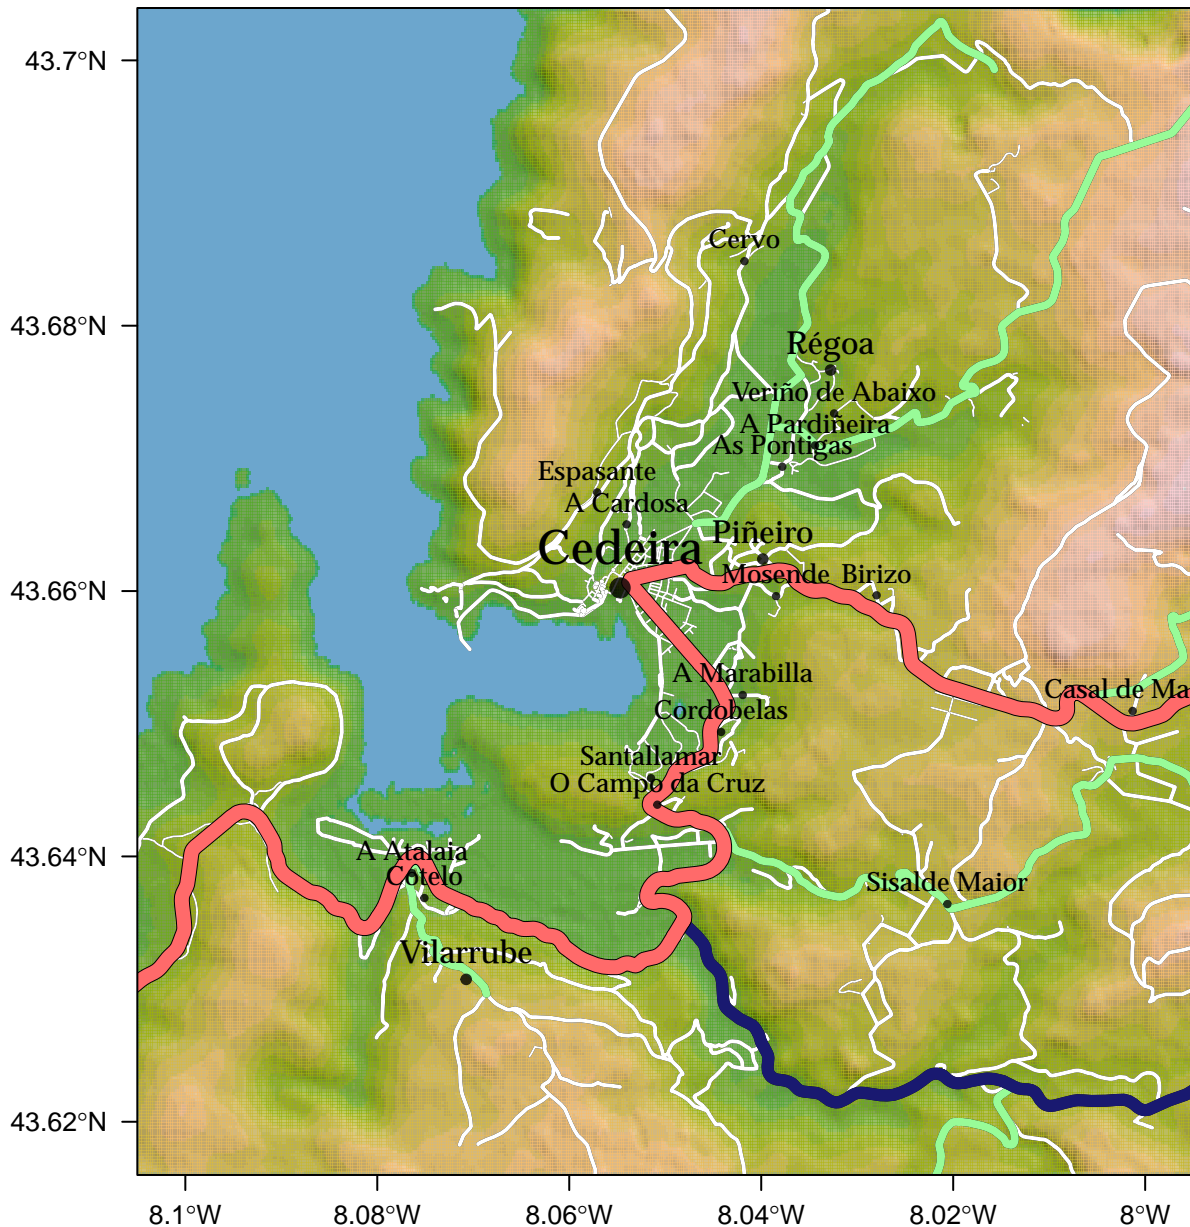 43.7°N
Cervo
43.68°N
Régoa
Veriño de Abaixo
A Pardiñeira
As Pontigas
Espasante
A Cardosa
Piñeiro
Cedeira
43.66°N
Mosende Birizo
A Marabilla
Casal de Ma
Cordobelas
Santallamar
O Campo da Cruz
43.64°N
A Atalaia
Cotelo
Sisalde Maior
Vilarrube
43.62°N
8.1°W 8.08°W 8.06°W 8.04°W 8.02°W 8°W